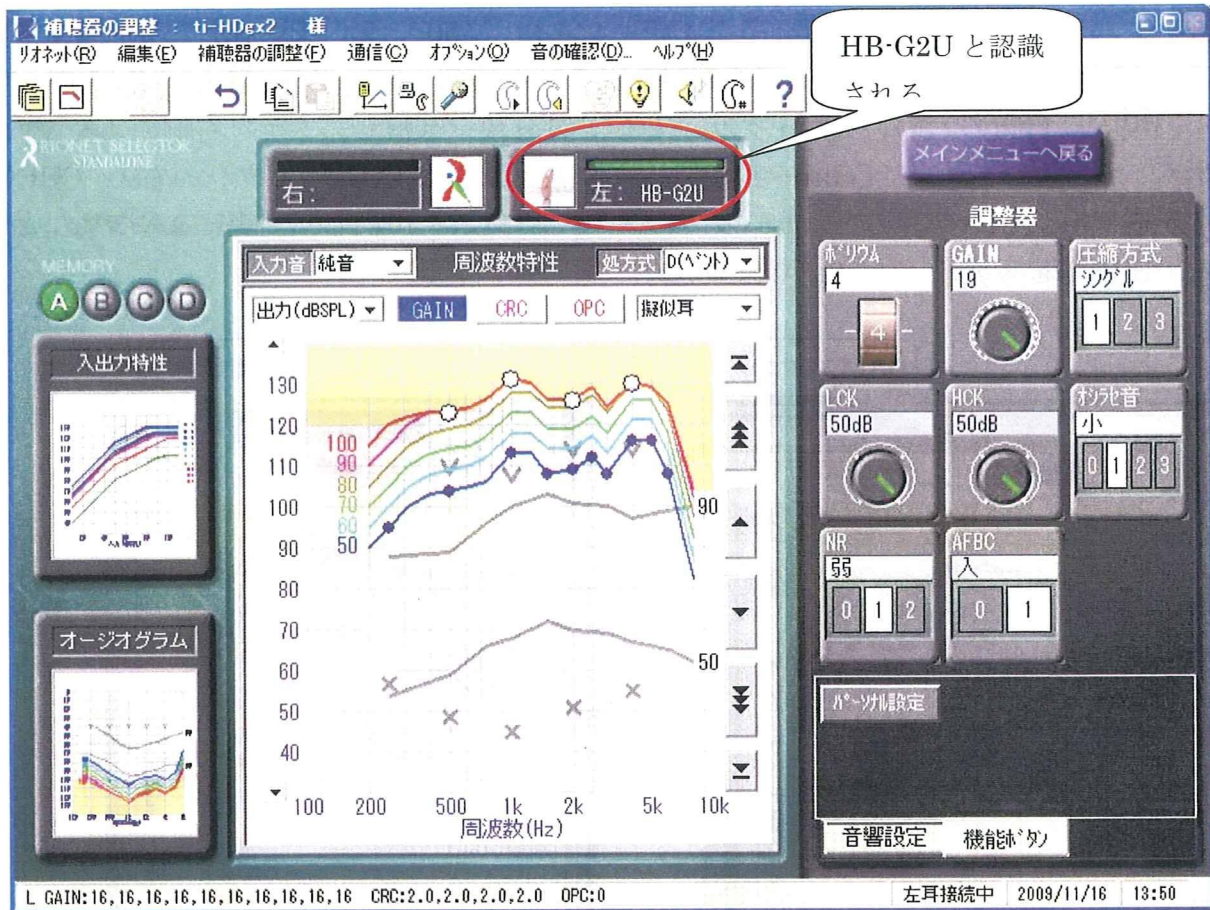 補聴器の調整 : ti-HDgx2 様
リオネット(R) 編集(E) 補聴器の調整(F) 通信(C) オプション(O) 音の確認(D)... ヘルプ(H)
HB-G2U と認識
される
?
RIONET SELECTOR
STANDALONE
右:
左: HB-G2U
メインメニューへ戻る
MEMORY
A B C D
入出力特性
オージオグラム
入力音 純音 周波数特性 処方式 D(ベント)
出力(dBSPL) GAIN CRC OPC 擬似耳
130
120
110
100
90
80
70
60
50
40
100
90
80
70
60
50
90
50
100 200 500 1k 2k 5k 10k
周波数(Hz)
調整器
ボリウム
4
- 4 -
GAIN
19
圧縮方式
シングル
1 2 3
LCK
50dB
HCK
50dB
オシラセ音
小
0 1 2 3
NR
弱
0 1 2
AFBC
入
0 1
パーソナル設定
音響設定 機能ボタン
L GAIN:16,16,16,16,16,16,16,16,16,16 CRC:2.0,2.0,2.0,2.0 OPC:0
左耳接続中 2009/11/16 13:50